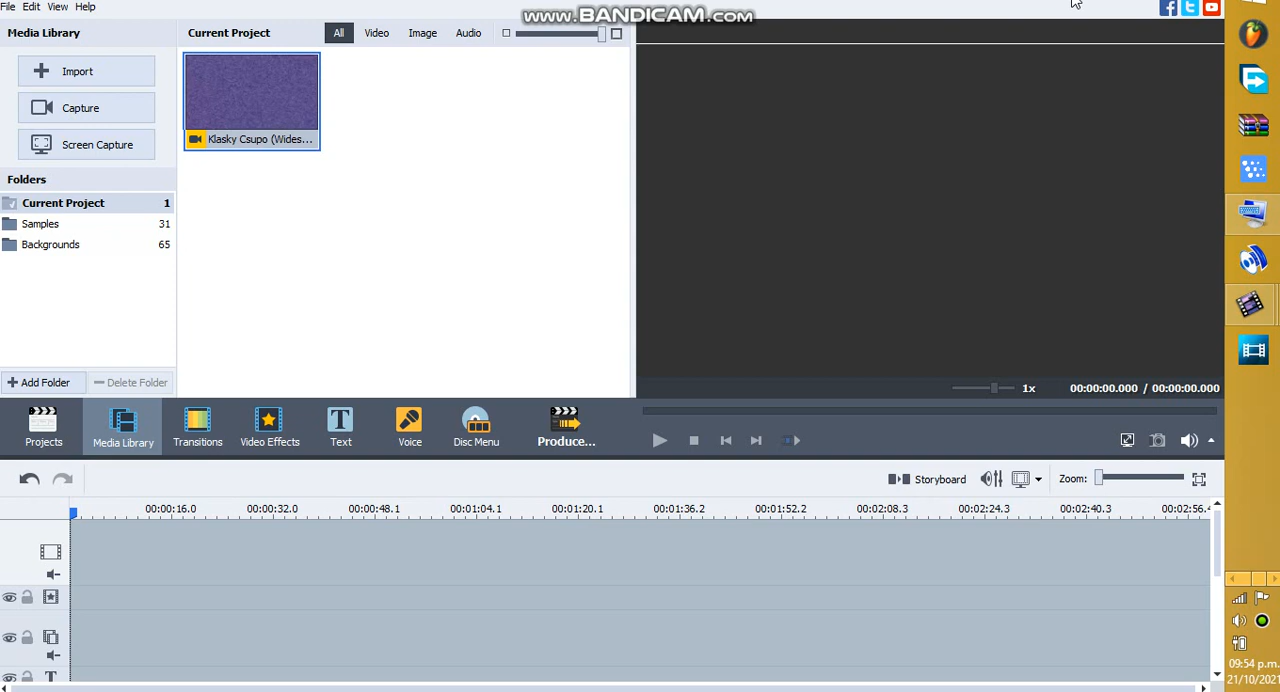 File Edit View Help
www.BANDICAM.com
Media Library
Current Project
All Video Image Audio
Import
Capture
Screen Capture
Klasky Csupo (Wides...
Folders
Current Project 1
Samples 31
Backgrounds 65
Add Folder
Delete Folder
1x
00:00:00.000 / 00:00:00.000
Projects
Media Library
Transitions
Video Effects
Text
Voice
Disc Menu
Produce...
Storyboard
Zoom:
00:00:16.0 00:00:32.0 00:00:48.1 00:01:04.1 00:01:20.1 00:01:36.2 00:01:52.2 00:02:08.3 00:02:24.3 00:02:40.3 00:02:56.4
09:54 p.m.
21/10/2021